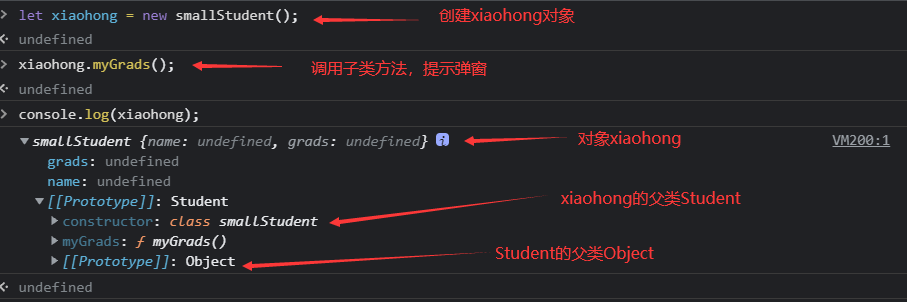 > let xiaohong = new smallStudent(); 创建xiaohong对象
undefined
> xiaohong.myGrads(); 调用子类方法，提示弹窗
undefined
> console.log(xiaohong);
smallStudent {name: undefined, grads: undefined} i 对象xiaohong VM200:1
grads: undefined
name: undefined
[[Prototype]]: Student xiaohong的父类Student
constructor: class smallStudent
myGrads: ƒ myGrads()
[[Prototype]]: Object Student的父类Object
undefined